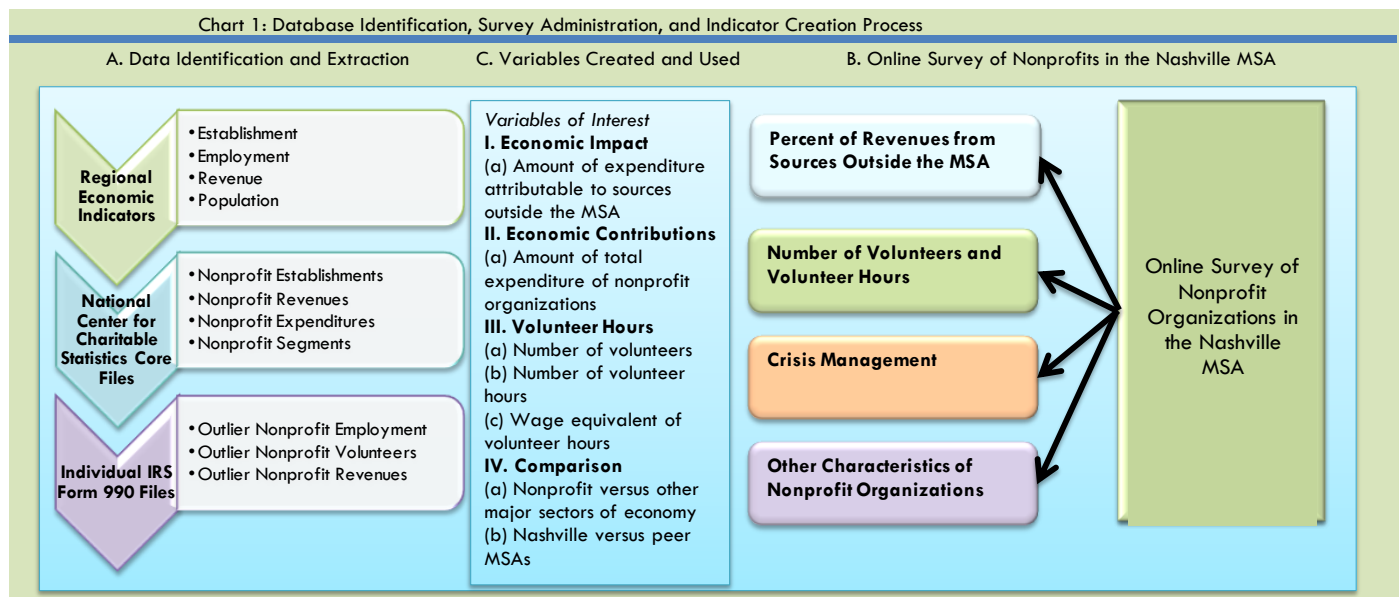 Chart 1: Database Identification, Survey Administration, and Indicator Creation Process
A. Data Identification and Extraction
C. Variables Created and Used
B. Online Survey of Nonprofits in the Nashville MSA
Regional
Economic
Indicators
• Establishment
• Employment
• Revenue
• Population
National
Center for
Charitable
Statistics Core
Files
• Nonprofit Establishments
• Nonprofit Revenues
• Nonprofit Expenditures
• Nonprofit Segments
Individual IRS
Form 990 Files
• Outlier Nonprofit Employment
• Outlier Nonprofit Volunteers
• Outlier Nonprofit Revenues
Variables of Interest
I. Economic Impact
(a) Amount of expenditure
attributable to sources
outside the MSA
II. Economic Contributions
(a) Amount of total
expenditure of nonprofit
organizations
III. Volunteer Hours
(a) Number of volunteers
(b) Number of volunteer
hours
(c) Wage equivalent of
volunteer hours
IV. Comparison
(a) Nonprofit versus other
major sectors of economy
(b) Nashville versus peer
MSAs
Percent of Revenues from
Sources Outside the MSA
Number of Volunteers and
Volunteer Hours
Crisis Management
Other Characteristics of
Nonprofit Organizations
Online Survey of
Nonprofit
Organizations in
the Nashville
MSA